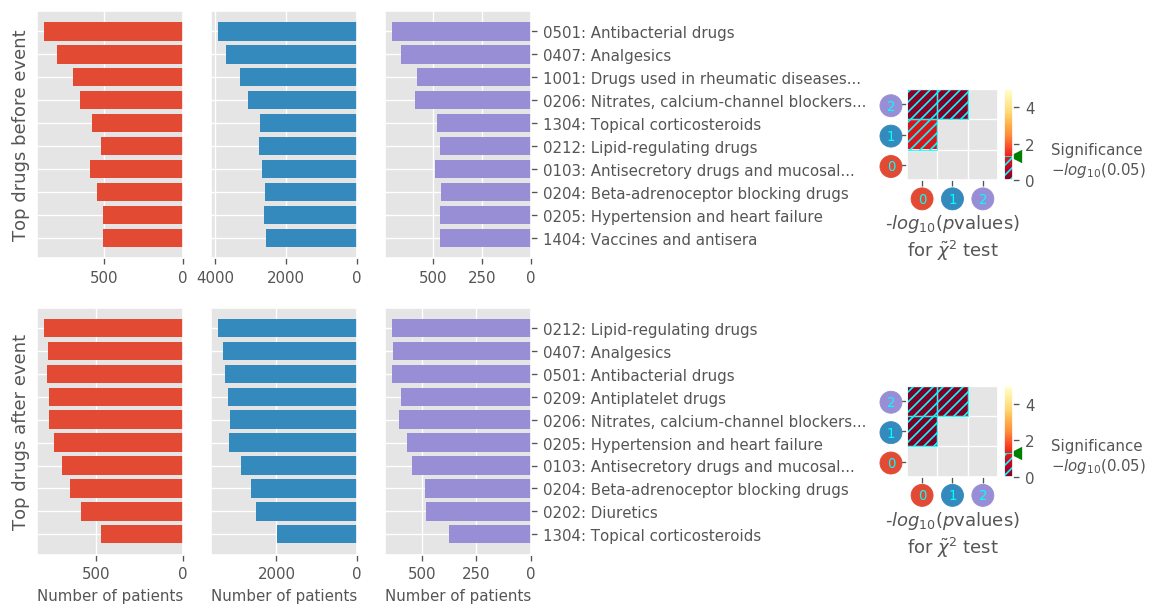 Top drugs before event
0501: Antibacterial drugs
0407: Analgesics
1001: Drugs used in rheumatic diseases...
0206: Nitrates, calcium-channel blockers...
1304: Topical corticosteroids
0212: Lipid-regulating drugs
0103: Antisecretory drugs and mucosal...
0204: Beta-adrenoceptor blocking drugs
0205: Hypertension and heart failure
1404: Vaccines and antisera
500 0 4000 2000 0 500 250 0
2
1
0
0 1 2
4
2
0
Significance
−log10(0.05)
-log10(pvalues)
for χ̃² test
Top drugs after event
0212: Lipid-regulating drugs
0407: Analgesics
0501: Antibacterial drugs
0209: Antiplatelet drugs
0206: Nitrates, calcium-channel blockers...
0205: Hypertension and heart failure
0103: Antisecretory drugs and mucosal...
0204: Beta-adrenoceptor blocking drugs
0202: Diuretics
1304: Topical corticosteroids
500 0 2000 0 500 250 0
Number of patients Number of patients Number of patients
2
1
0
0 1 2
4
2
0
Significance
−log10(0.05)
-log10(pvalues)
for χ̃² test